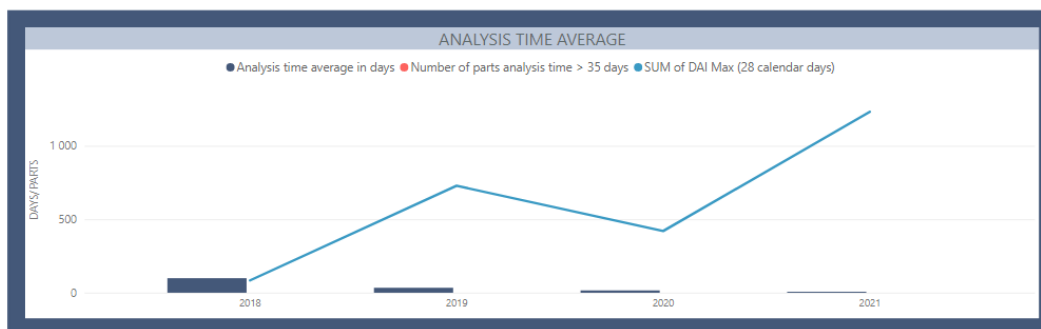 ANALYSIS TIME AVERAGE
Analysis time average in days Number of parts analysis time > 35 days SUM of DAI Max (28 calendar days)
1 000
DAYS/PARTS
500
0
2018 2019 2020 2021